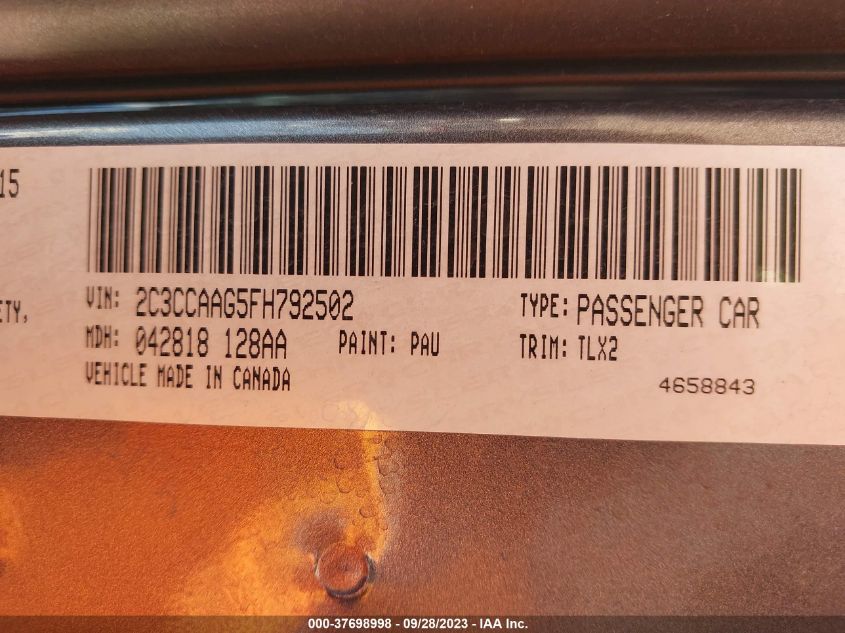 15
ETY,
VIN: 2C3CCAAG5FH792502
TYPE: PASSENGER CAR
MDH: 042818 128AA
PAINT: PAU
TRIM: TLX2
VEHICLE MADE IN CANADA
4658843
000-37698998 - 09/28/2023 - IAA Inc.